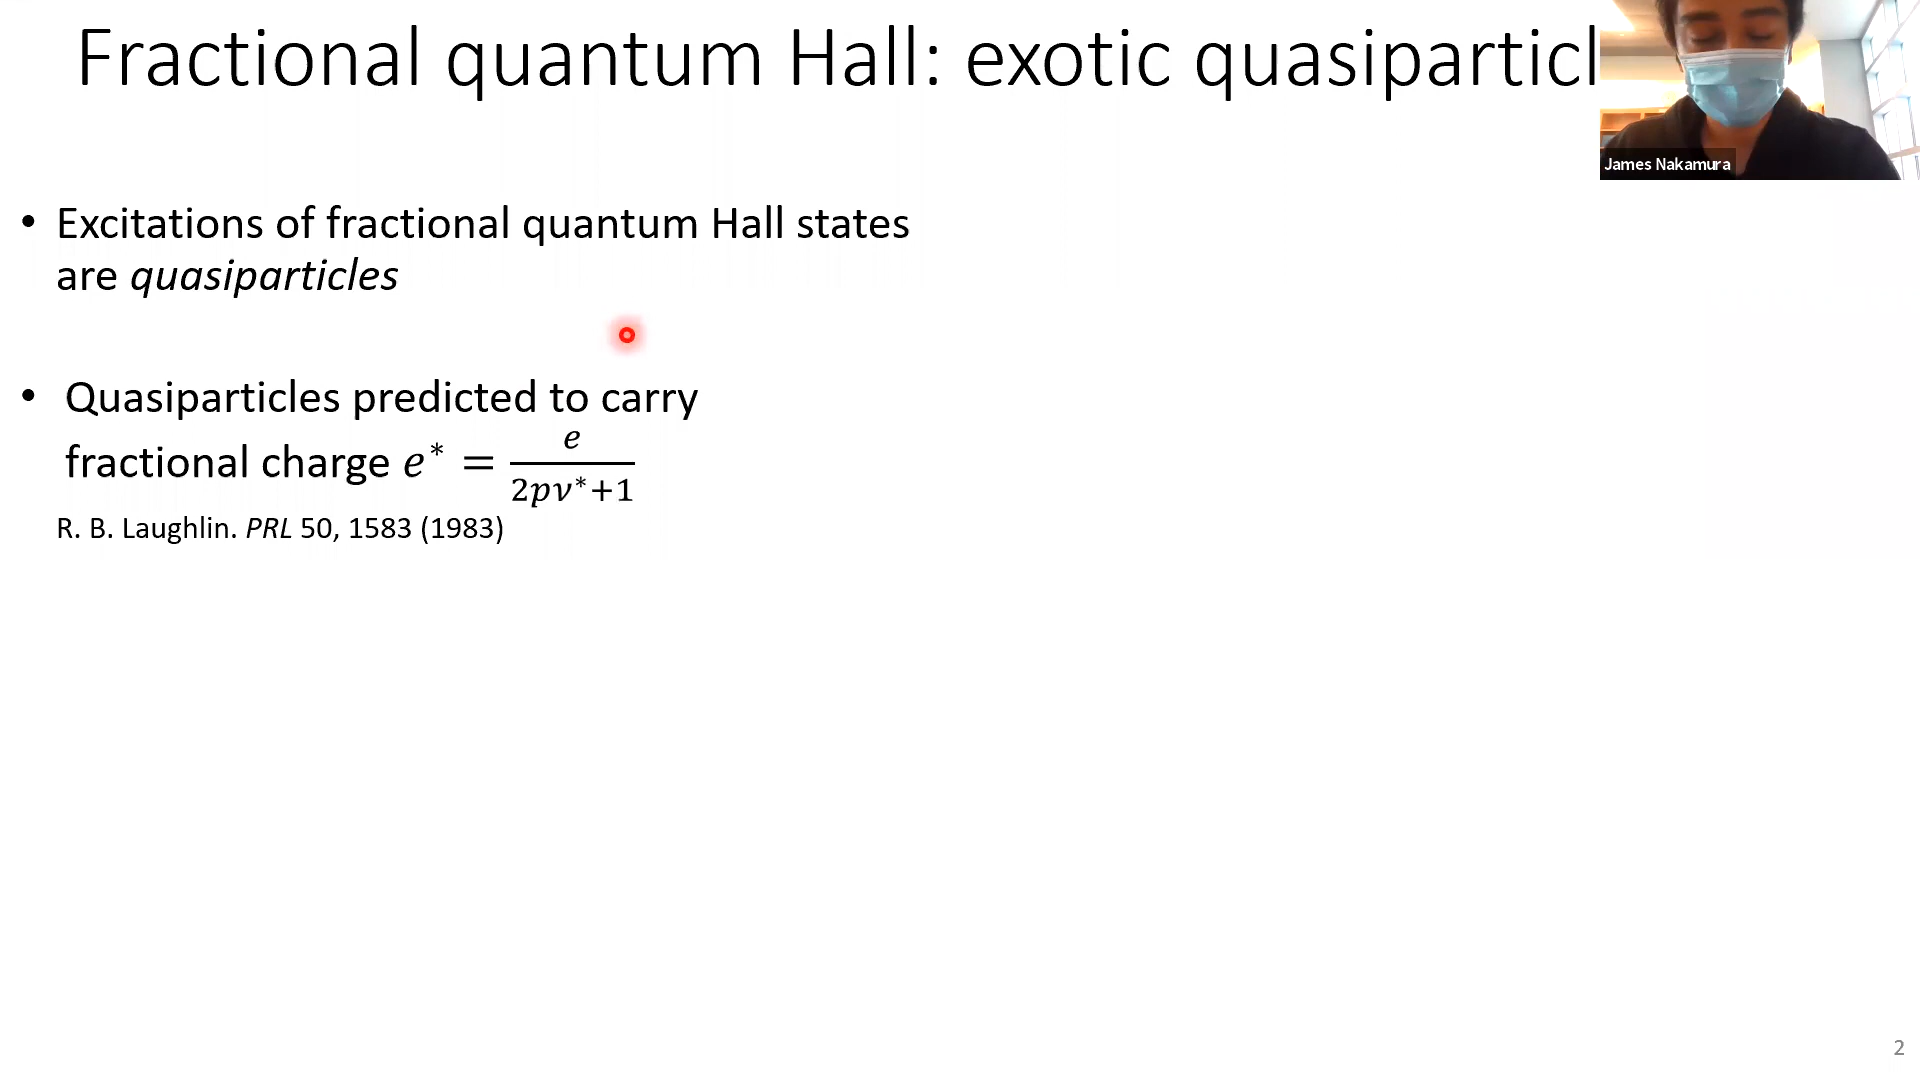 Fractional quantum Hall: exotic quasiparticl
James Nakamura
• Excitations of fractional quantum Hall states
are quasiparticles
• Quasiparticles predicted to carry
fractional charge e* = e/(2pν*+1)
R. B. Laughlin. PRL 50, 1583 (1983)
2